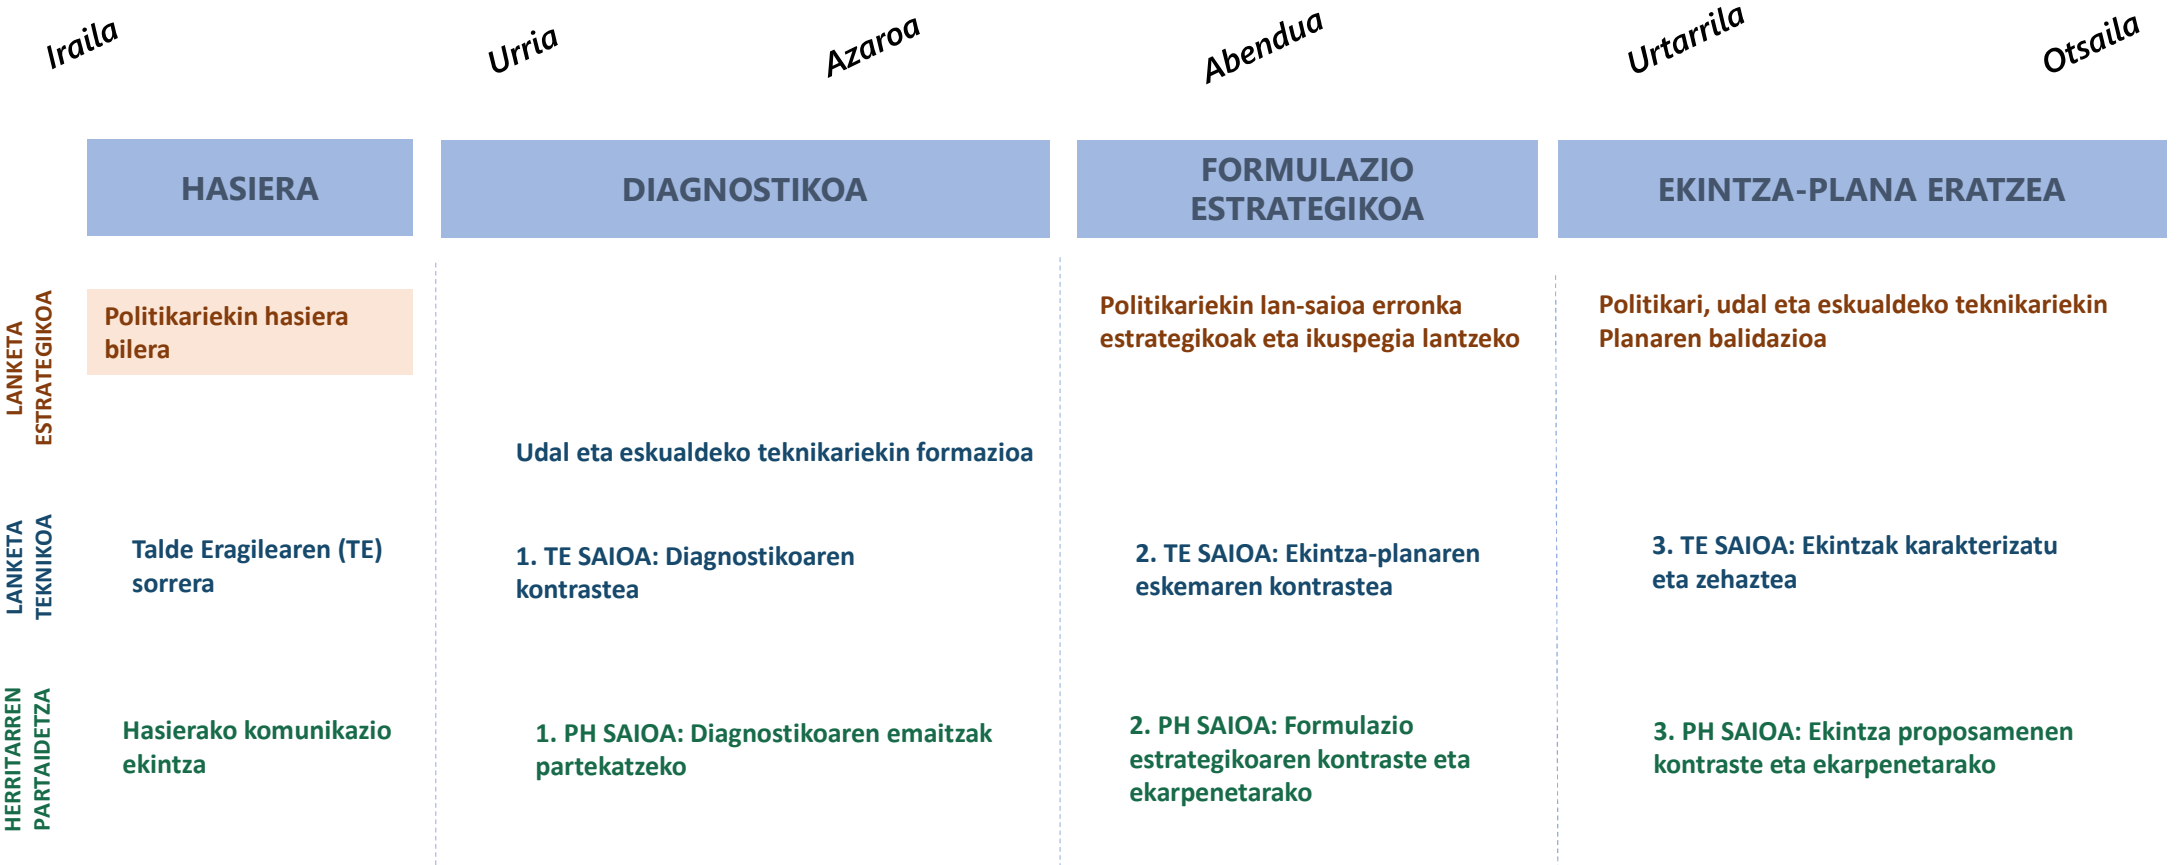 Iraila
Urria
Azaroa
Abendua
Urtarrila
Otsaila
HASIERA
DIAGNOSTIKOA
FORMULAZIO
ESTRATEGIKOA
EKINTZA-PLANA ERATZEA
LANKETA
ESTRATEGIKOA
Politikariekin hasiera
bilera
Politikariekin lan-saioa erronka
estrategikoak eta ikuspegia lantzeko
Politikari, udal eta eskualdeko teknikariekin
Planaren balidazioa
Udal eta eskualdeko teknikariekin formazioa
LANKETA
TEKNIKOA
Talde Eragilearen (TE)
sorrera
1. TE SAIOA: Diagnostikoaren
kontrastea
2. TE SAIOA: Ekintza-planaren
eskemaren kontrastea
3. TE SAIOA: Ekintzak karakterizatu
eta zehaztea
HERRITARREN
PARTAIDETZA
Hasierako komunikazio
ekintza
1. PH SAIOA: Diagnostikoaren emaitzak
partekatzeko
2. PH SAIOA: Formulazio
estrategikoaren kontraste eta
ekarpenetarako
3. PH SAIOA: Ekintza proposamenen
kontraste eta ekarpenetarako